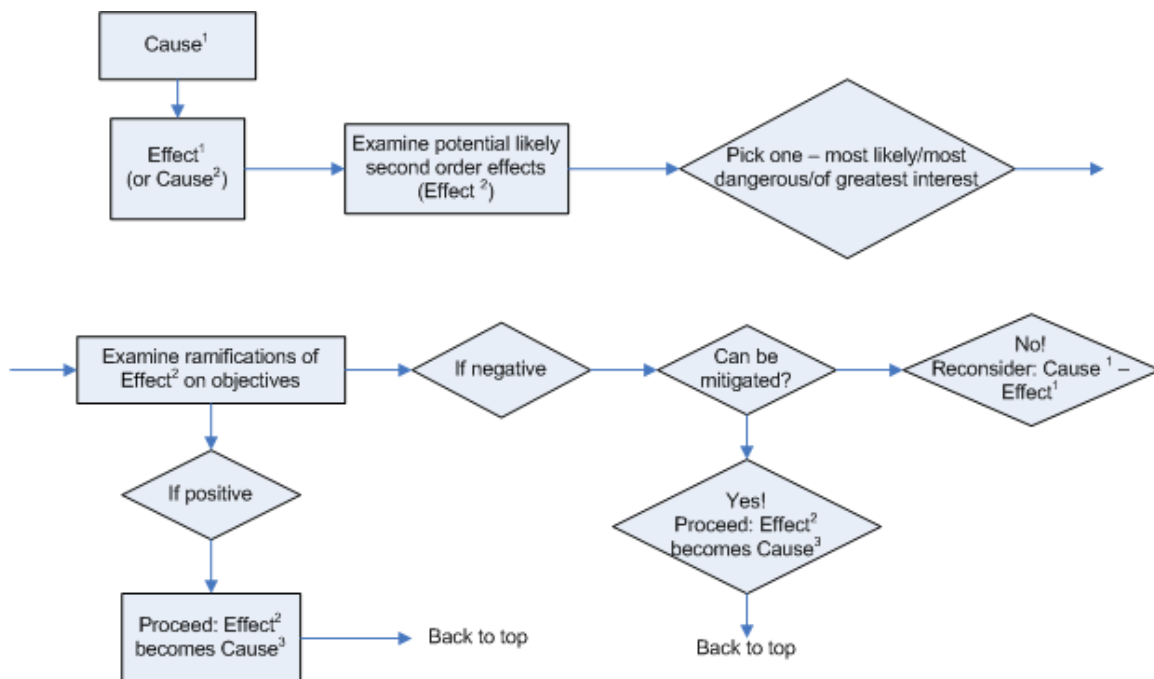 Cause¹
Effect¹
(or Cause²)
Examine potential likely
second order effects
(Effect ²)
Pick one – most likely/most
dangerous/of greatest interest
Examine ramifications of
Effect² on objectives
If negative
Can be
mitigated?
No!
Reconsider: Cause ¹ –
Effect¹
If positive
Yes!
Proceed: Effect²
becomes Cause³
Proceed: Effect²
becomes Cause³
Back to top
Back to top